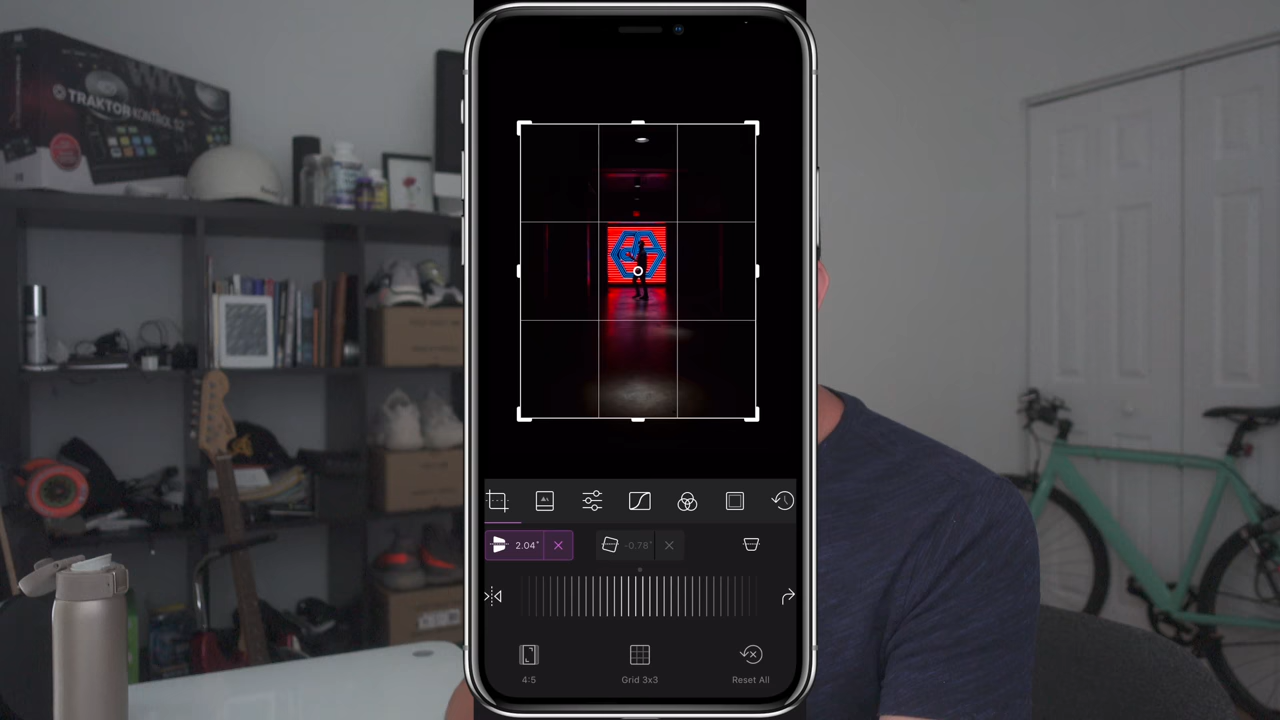 TRAKTOR KONTROL S2
2.04°
-0.78°
4:5
Grid 3x3
Reset All